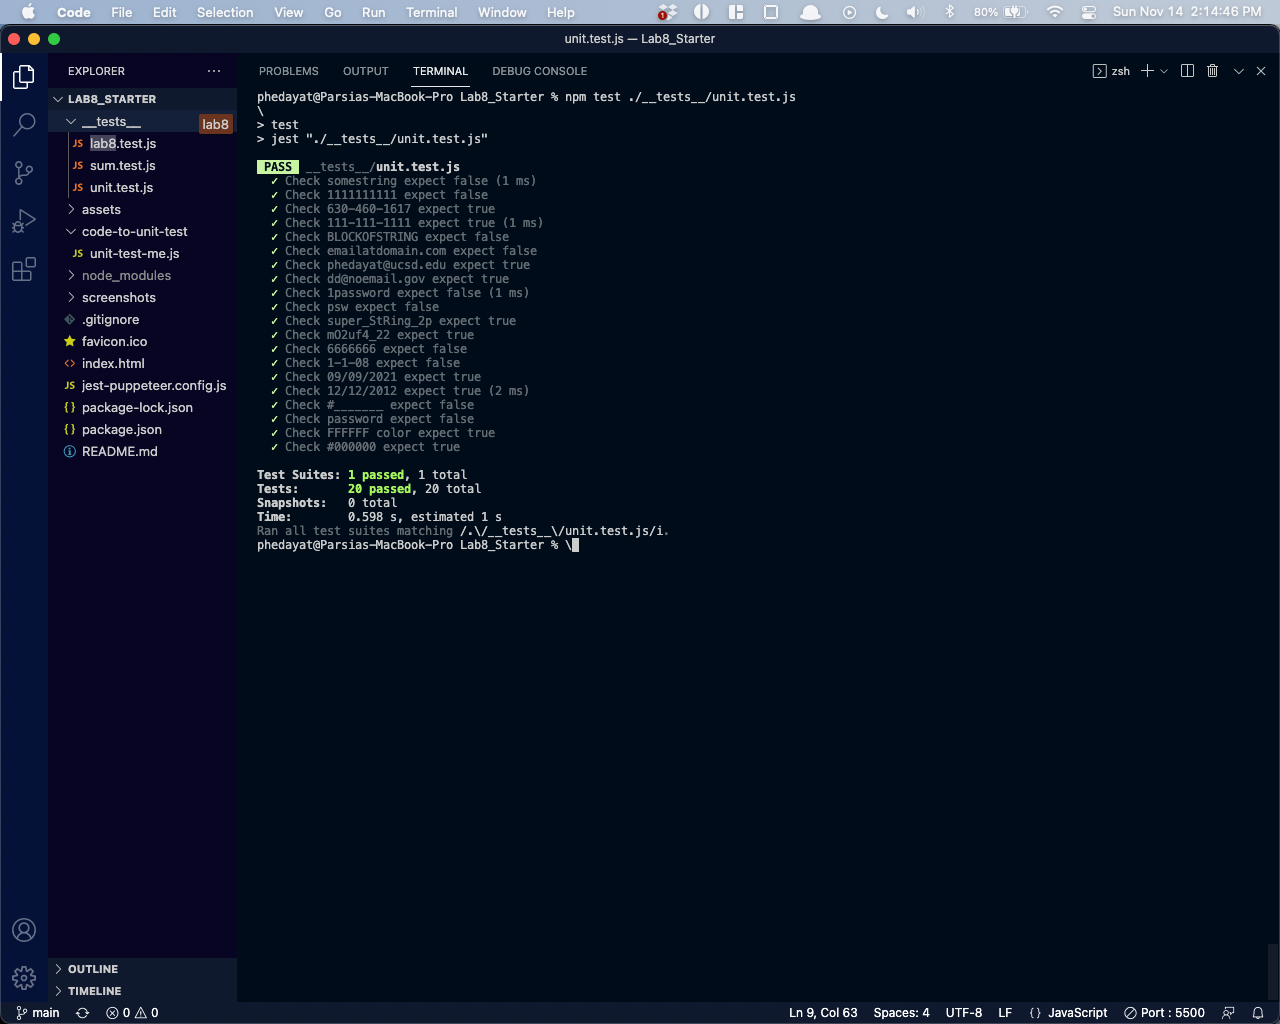 Code File Edit Selection View Go Run Terminal Window Help 1 80% Sun Nov 14 2:14:46 PM
unit.test.js — Lab8_Starter
EXPLORER ···
PROBLEMS OUTPUT TERMINAL DEBUG CONSOLE zsh
LAB8_STARTER
__tests__ lab8
JS lab8.test.js
JS sum.test.js
JS unit.test.js
assets
code-to-unit-test
JS unit-test-me.js
node_modules
screenshots
.gitignore
favicon.ico
<> index.html
JS jest-puppeteer.config.js
{} package-lock.json
{} package.json
README.md
OUTLINE
TIMELINE
phedayat@Parsias-MacBook-Pro Lab8_Starter % npm test ./__tests__/unit.test.js
\
> test
> jest "./__tests__/unit.test.js"
PASS __tests__/unit.test.js
✓ Check somestring expect false (1 ms)
✓ Check 1111111111 expect false
✓ Check 630-460-1617 expect true
✓ Check 111-111-1111 expect true (1 ms)
✓ Check BLOCKOFSTRING expect false
✓ Check emailatdomain.com expect false
✓ Check phedayat@ucsd.edu expect true
✓ Check dd@noemail.gov expect true
✓ Check 1password expect false (1 ms)
✓ Check psw expect false
✓ Check super_StRing_2p expect true
✓ Check mO2uf4_22 expect true
✓ Check 6666666 expect false
✓ Check 1-1-08 expect false
✓ Check 09/09/2021 expect true
✓ Check 12/12/2012 expect true (2 ms)
✓ Check #_______ expect false
✓ Check password expect false
✓ Check FFFFFF color expect true
✓ Check #000000 expect true
Test Suites: 1 passed, 1 total
Tests: 20 passed, 20 total
Snapshots: 0 total
Time: 0.598 s, estimated 1 s
Ran all test suites matching /.\/__tests__\/unit.test.js/i.
phedayat@Parsias-MacBook-Pro Lab8_Starter % \
main 0 0 Ln 9, Col 63 Spaces: 4 UTF-8 LF {} JavaScript Port : 5500